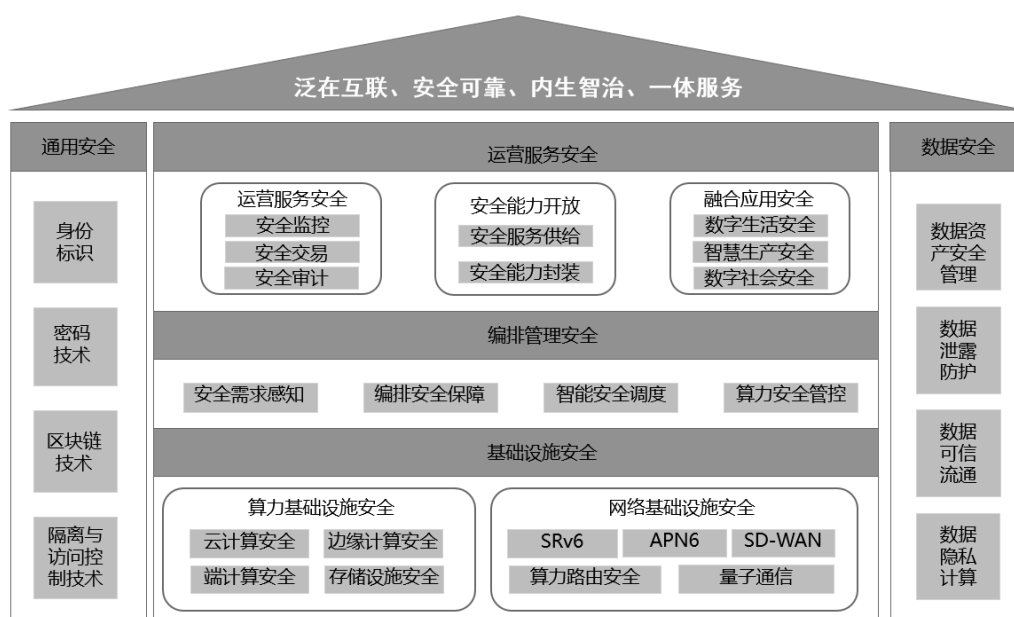 泛在互联、安全可靠、内生智治、一体服务
通用安全
身份
标识
密码
技术
区块链
技术
隔离与
访问控
制技术
运营服务安全
运营服务安全
安全监控
安全交易
安全审计
安全能力开放
安全服务供给
安全能力封装
融合应用安全
数字生活安全
智慧生产安全
数字社会安全
编排管理安全
安全需求感知
编排安全保障
智能安全调度
算力安全管控
基础设施安全
算力基础设施安全
云计算安全
边缘计算安全
端计算安全
存储设施安全
网络基础设施安全
SRv6
APN6
SD-WAN
算力路由安全
量子通信
数据安全
数据资
产安全
管理
数据
泄露
防护
数据
可信
流通
数据
隐私
计算